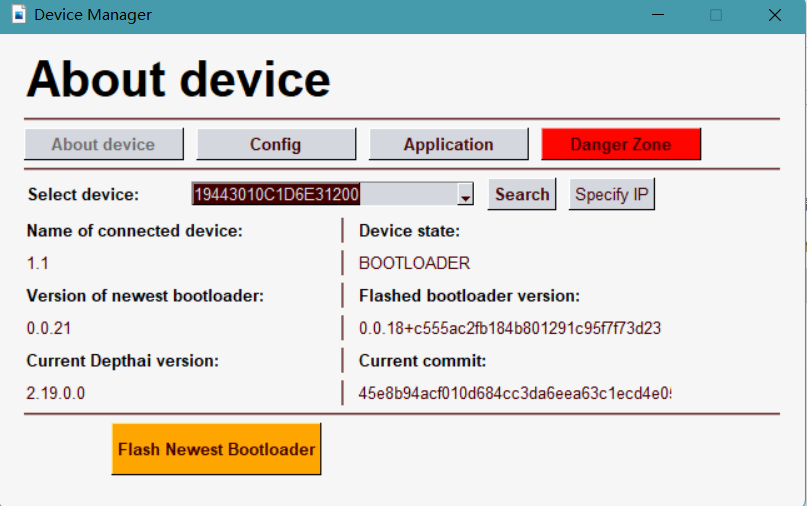 Device Manager
About device
About device Config Application Danger Zone
Select device: 19443010C1D6E31200 Search Specify IP
Name of connected device: Device state:
1.1 BOOTLOADER
Version of newest bootloader: Flashed bootloader version:
0.0.21 0.0.18+c555ac2fb184b801291c95f7f73d23
Current Depthai version: Current commit:
2.19.0.0 45e8b94acf010d684cc3da6eea63c1ecd4e05
Flash Newest Bootloader